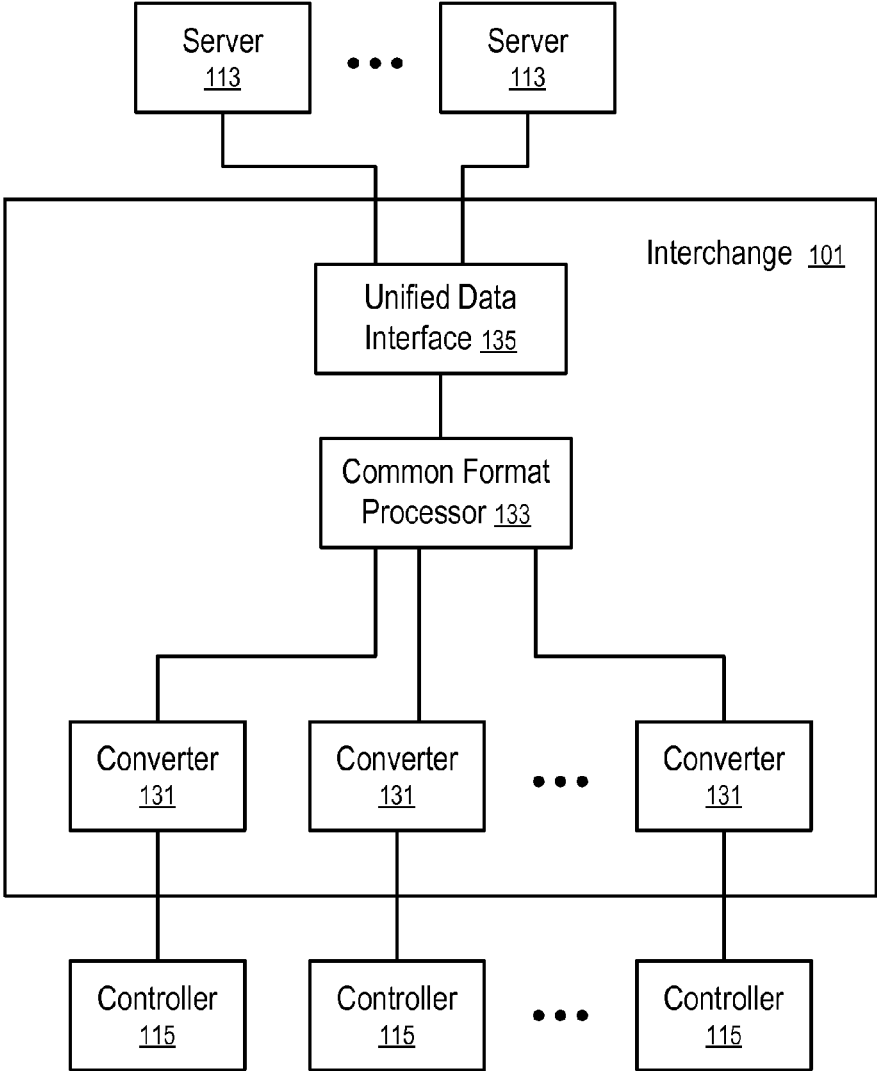 Server
113
Server
113
Interchange 101
Unified Data
Interface 135
Common Format
Processor 133
Converter
131
Converter
131
Converter
131
Controller
115
Controller
115
Controller
115